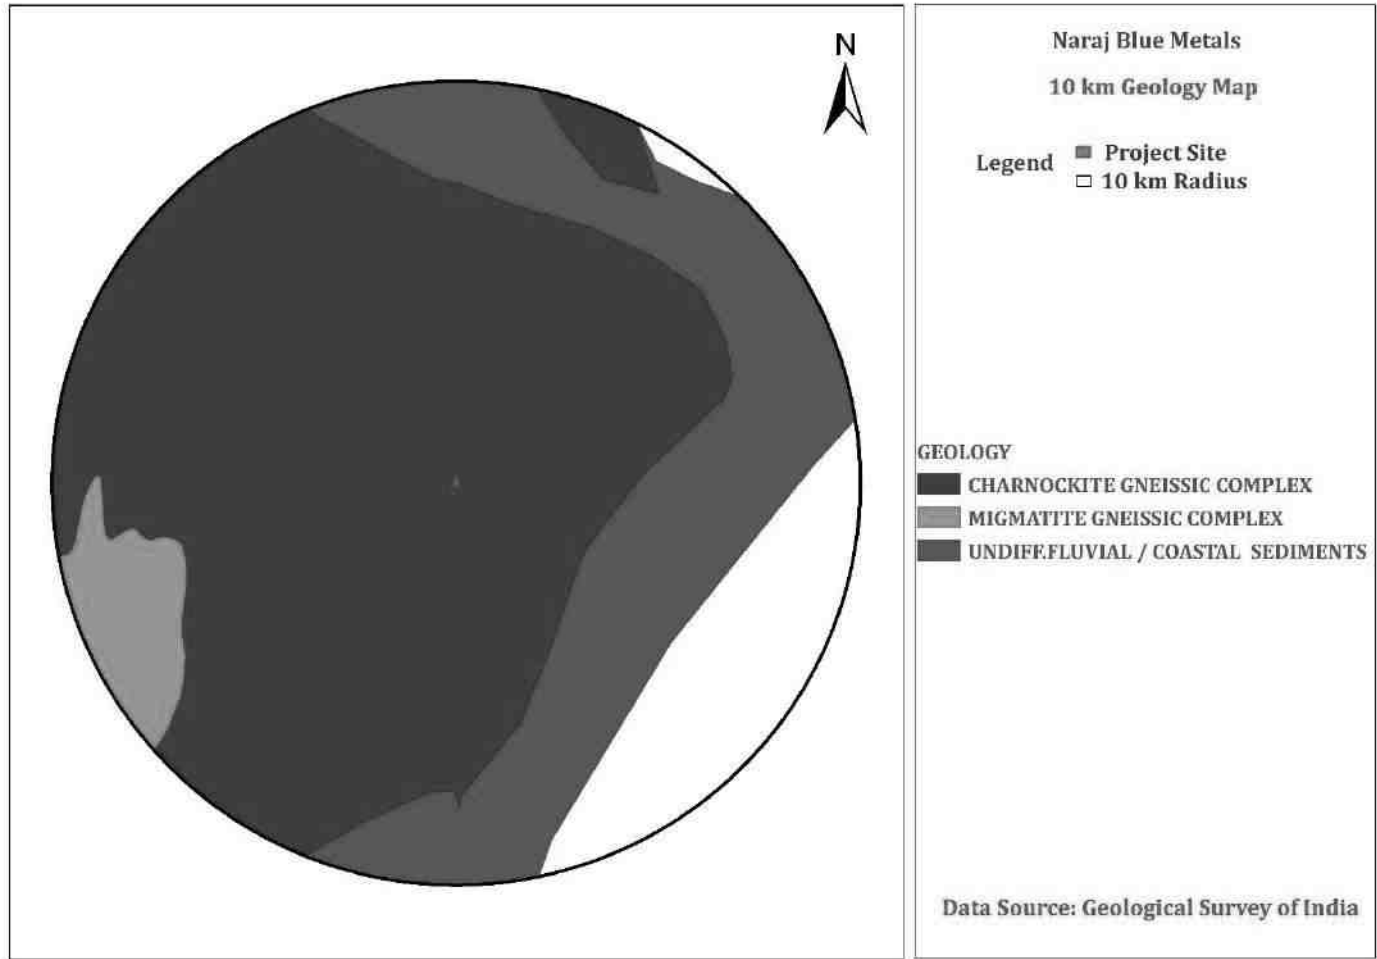 N
Naraj Blue Metals
10 km Geology Map
Legend
Project Site
10 km Radius
GEOLOGY
CHARNOCKITE GNEISSIC COMPLEX
MIGMATITE GNEISSIC COMPLEX
UNDIFF.FLUVIAL / COASTAL SEDIMENTS
Data Source: Geological Survey of India